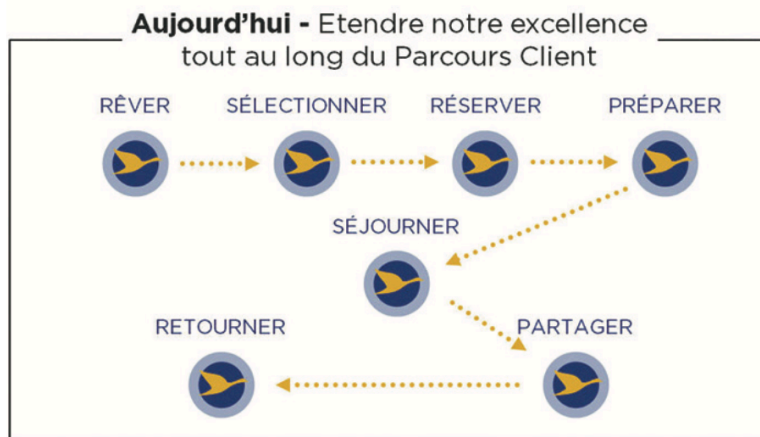 Aujourd'hui - Etendre notre excellence
tout au long du Parcours Client
RÊVER
SÉLECTIONNER
RÉSERVER
PRÉPARER
SÉJOURNER
RETOURNER
PARTAGER